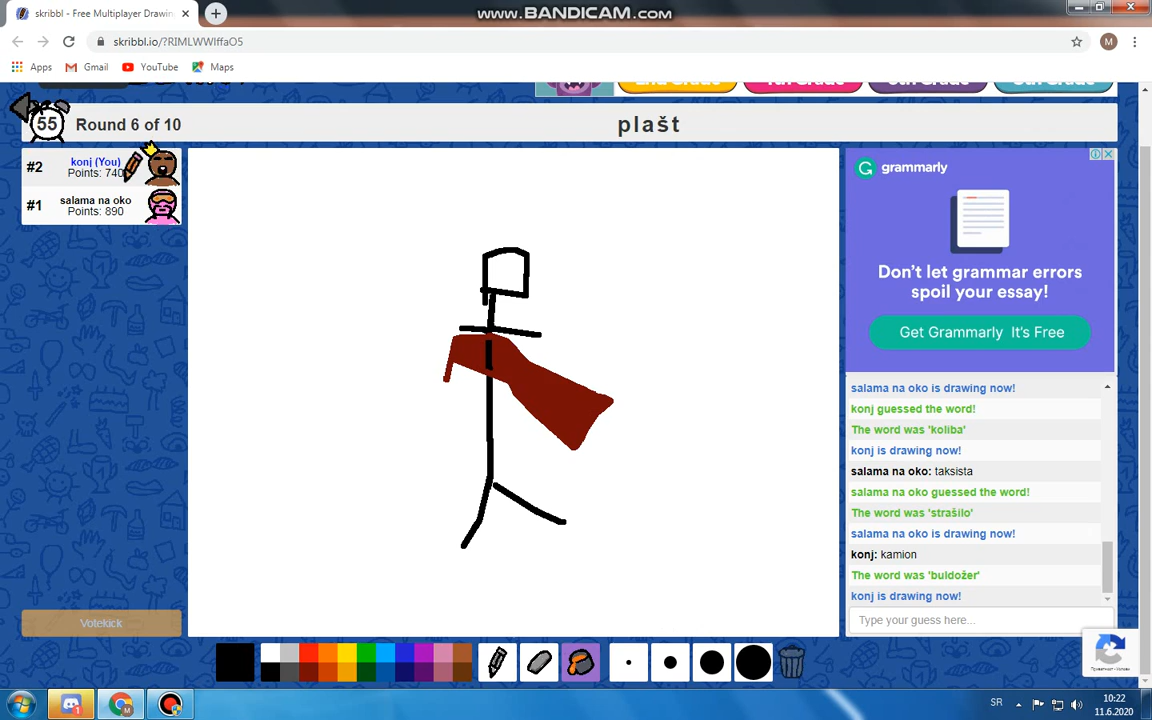 skribbl - Free Multiplayer Drawin
www.BANDICAM.com
skribbl.io/?RIMLWWlffaO5
M
Apps
Gmail
YouTube
Maps
55
Round 6 of 10
plašt
#2
konj (You)
Points: 740
#1
salama na oko
Points: 890
grammarly
Don't let grammar errors
spoil your essay!
Get Grammarly It's Free
salama na oko is drawing now!
konj guessed the word!
The word was 'koliba'
konj is drawing now!
salama na oko: taksista
salama na oko guessed the word!
The word was 'strašilo'
salama na oko is drawing now!
konj: kamion
The word was 'buldožer'
konj is drawing now!
Type your guess here...
Votekick
SR
10:22
11.6.2020